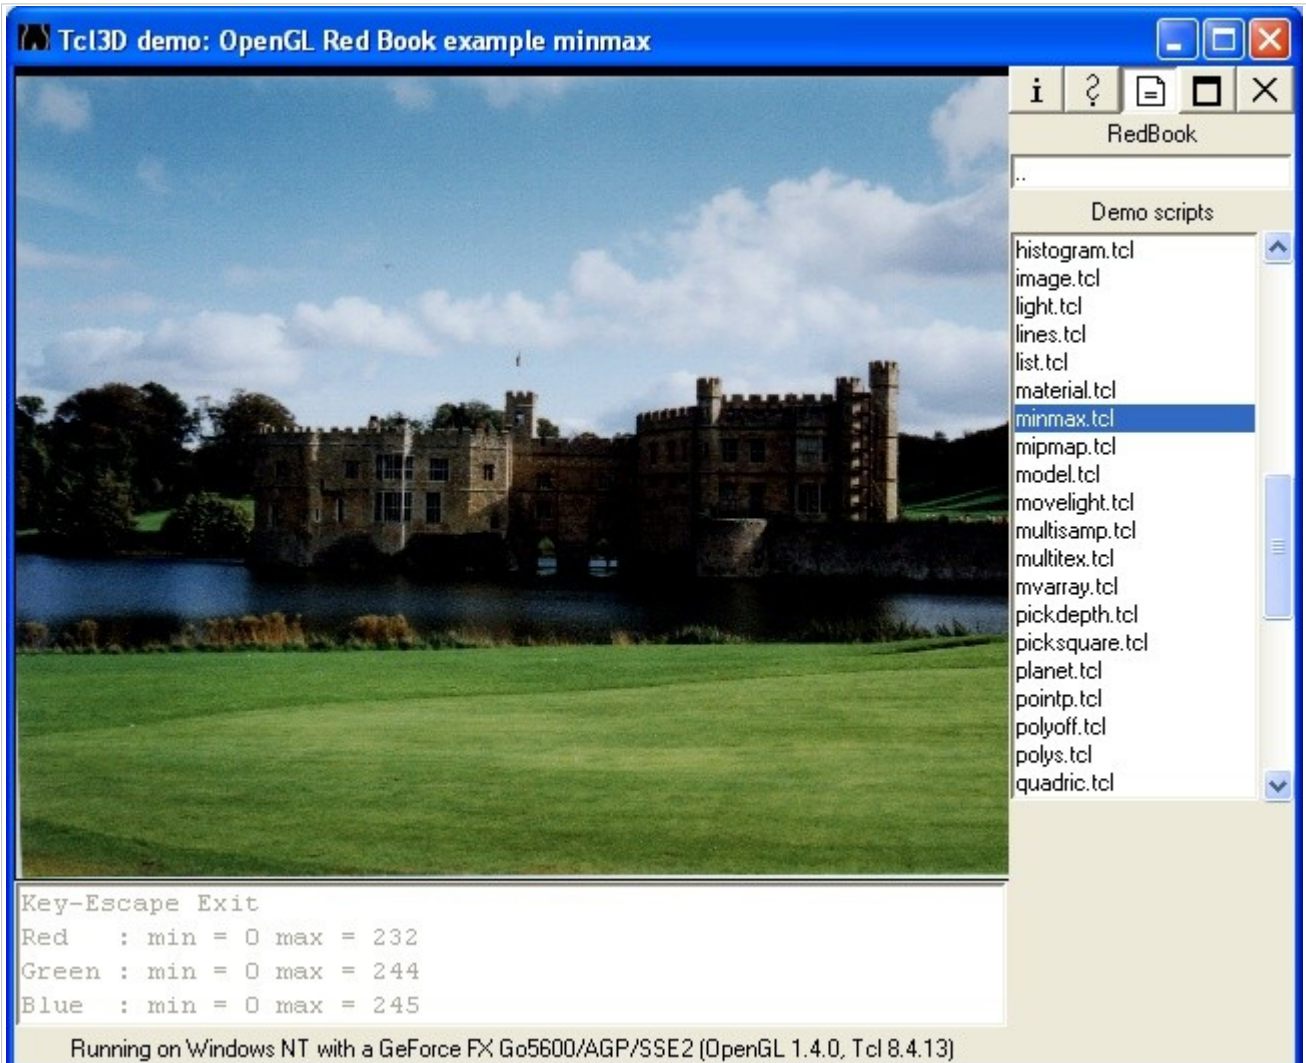 Tcl3D demo: OpenGL Red Book example minmax
i ?
RedBook
..
Demo scripts
histogram.tcl
image.tcl
light.tcl
lines.tcl
list.tcl
material.tcl
minmax.tcl
mipmap.tcl
model.tcl
movelight.tcl
multisamp.tcl
multitex.tcl
mvarray.tcl
pickdepth.tcl
picksquare.tcl
planet.tcl
pointp.tcl
polyoff.tcl
polys.tcl
quadric.tcl
Key-Escape Exit
Red   : min = 0 max = 232
Green : min = 0 max = 244
Blue  : min = 0 max = 245
Running on Windows NT with a GeForce FX Go5600/AGP/SSE2 (OpenGL 1.4.0, Tcl 8.4.13)